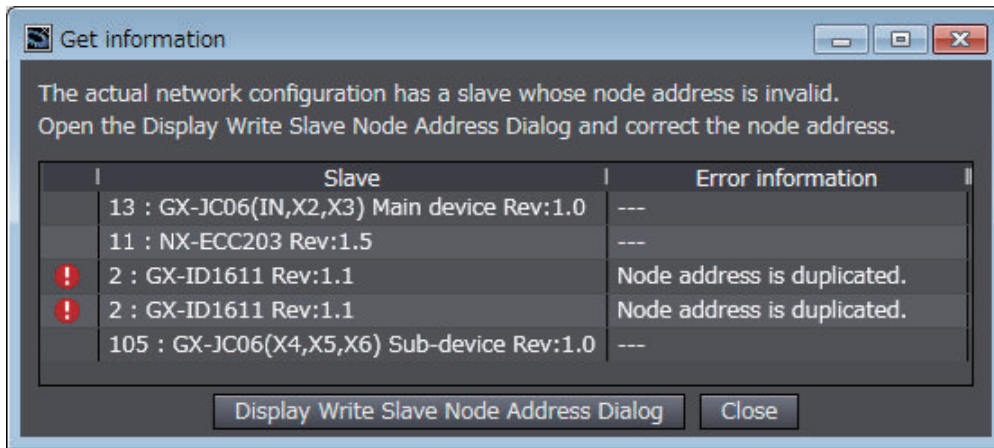 Get information
The actual network configuration has a slave whose node address is invalid.
Open the Display Write Slave Node Address Dialog and correct the node address.
Slave Error information
13 : GX-JC06(IN,X2,X3) Main device Rev:1.0 ---
11 : NX-ECC203 Rev:1.5 ---
2 : GX-ID1611 Rev:1.1 Node address is duplicated.
2 : GX-ID1611 Rev:1.1 Node address is duplicated.
105 : GX-JC06(X4,X5,X6) Sub-device Rev:1.0 ---
Display Write Slave Node Address Dialog Close